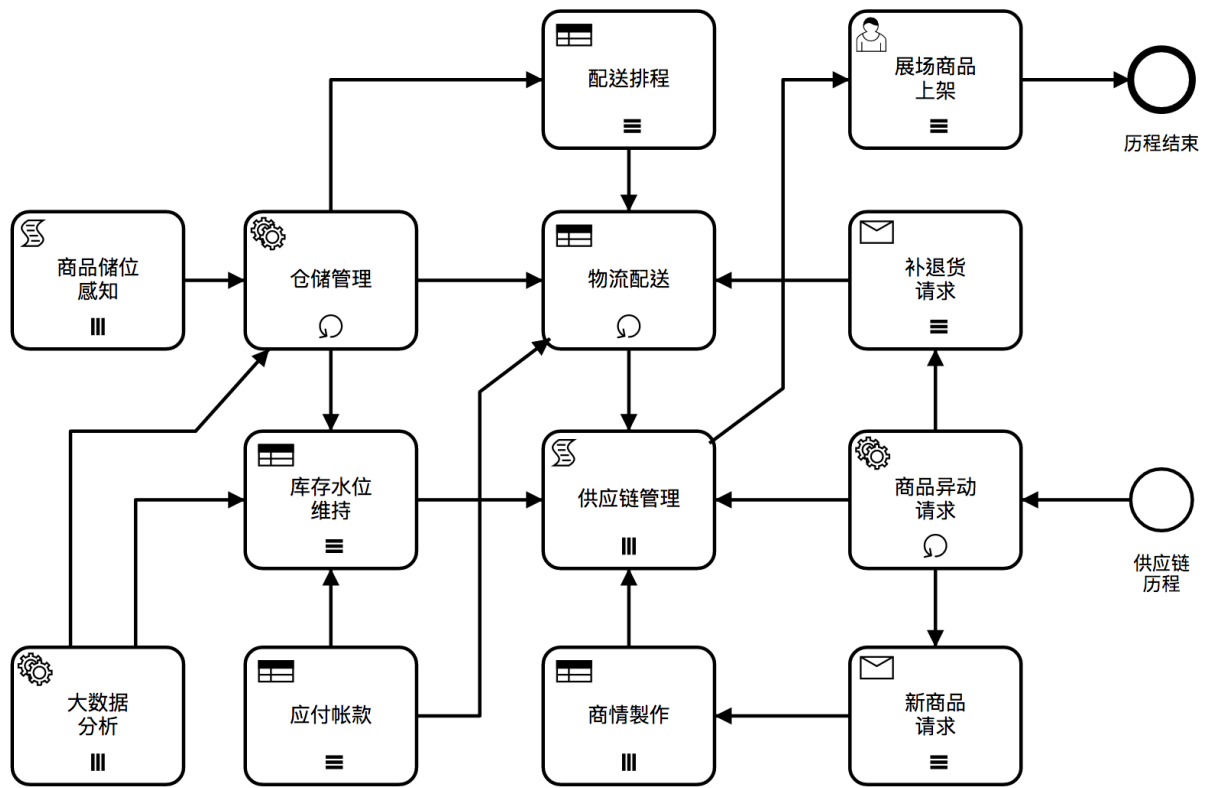 配送排程
展场商品
上架
历程结束
商品储位
感知
仓储管理
物流配送
补退货
请求
库存水位
维持
供应链管理
商品异动
请求
供应链
历程
大数据
分析
应付帐款
商情製作
新商品
请求